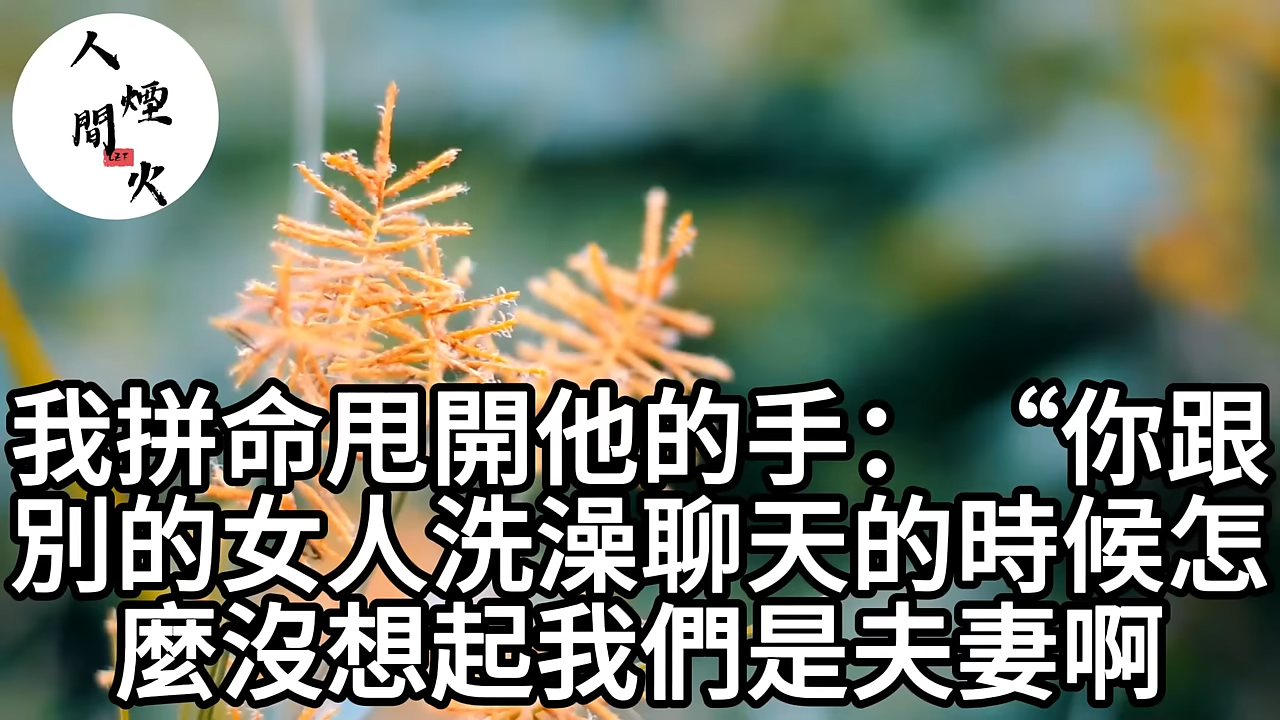 人間煙火
LZT
我拼命甩開他的手：“你跟
別的女人洗澡聊天的時候怎
麼沒想起我們是夫妻啊